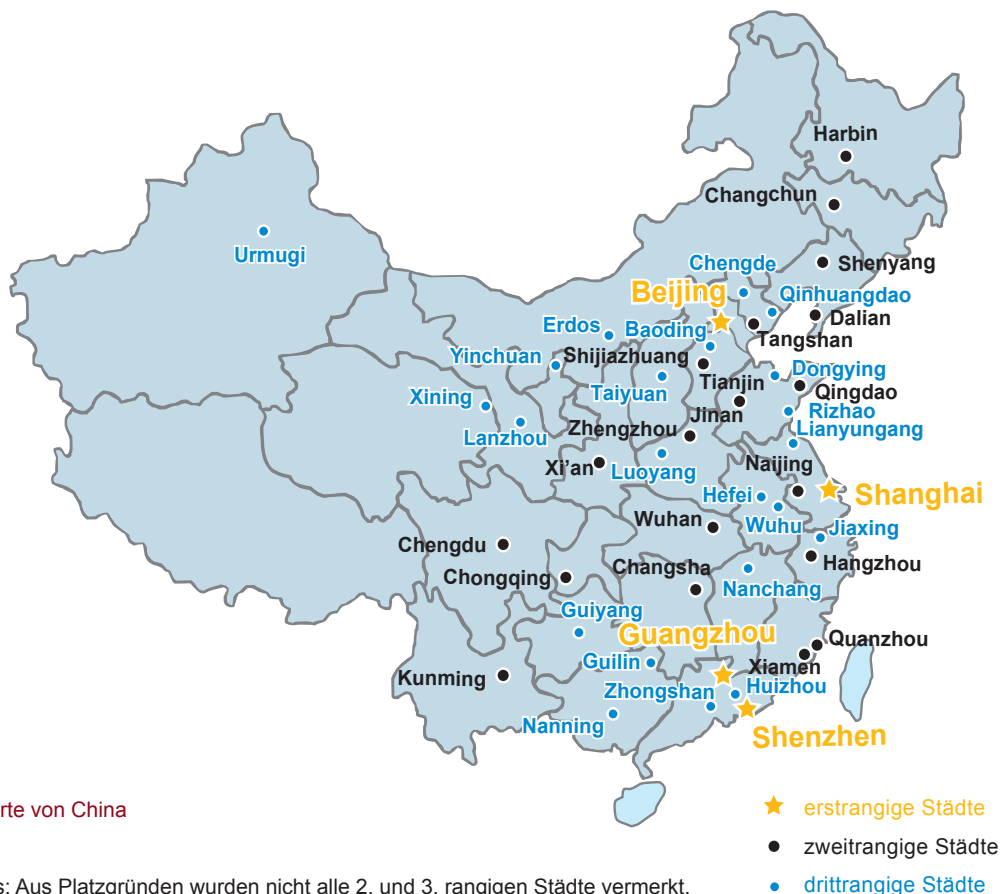 Harbin
Changchun
Urmugi
Shenyang
Chengde
Beijing
Qinhuangdao
Dalian
Erdos
Baoding
Tangshan
Yinchuan
Shijiazhuang
Dongying
Taiyuan
Tianjin
Qingdao
Xining
Jinan
Rizhao
Lanzhou
Zhengzhou
Lianyungang
Xi'an
Luoyang
Naijing
Hefei
Shanghai
Wuhan
Wuhu
Jiaxing
Chengdu
Hangzhou
Chongqing
Changsha
Nanchang
Guiyang
Guangzhou
Quanzhou
Guilin
Xiamen
Kunming
Zhongshan
Huizhou
Nanning
Shenzhen
rte von China
erstrangige Städte
zweitrangige Städte
drittrangige Städte
s: Aus Platzgründen wurden nicht alle 2. und 3. rangigen Städte vermerkt.